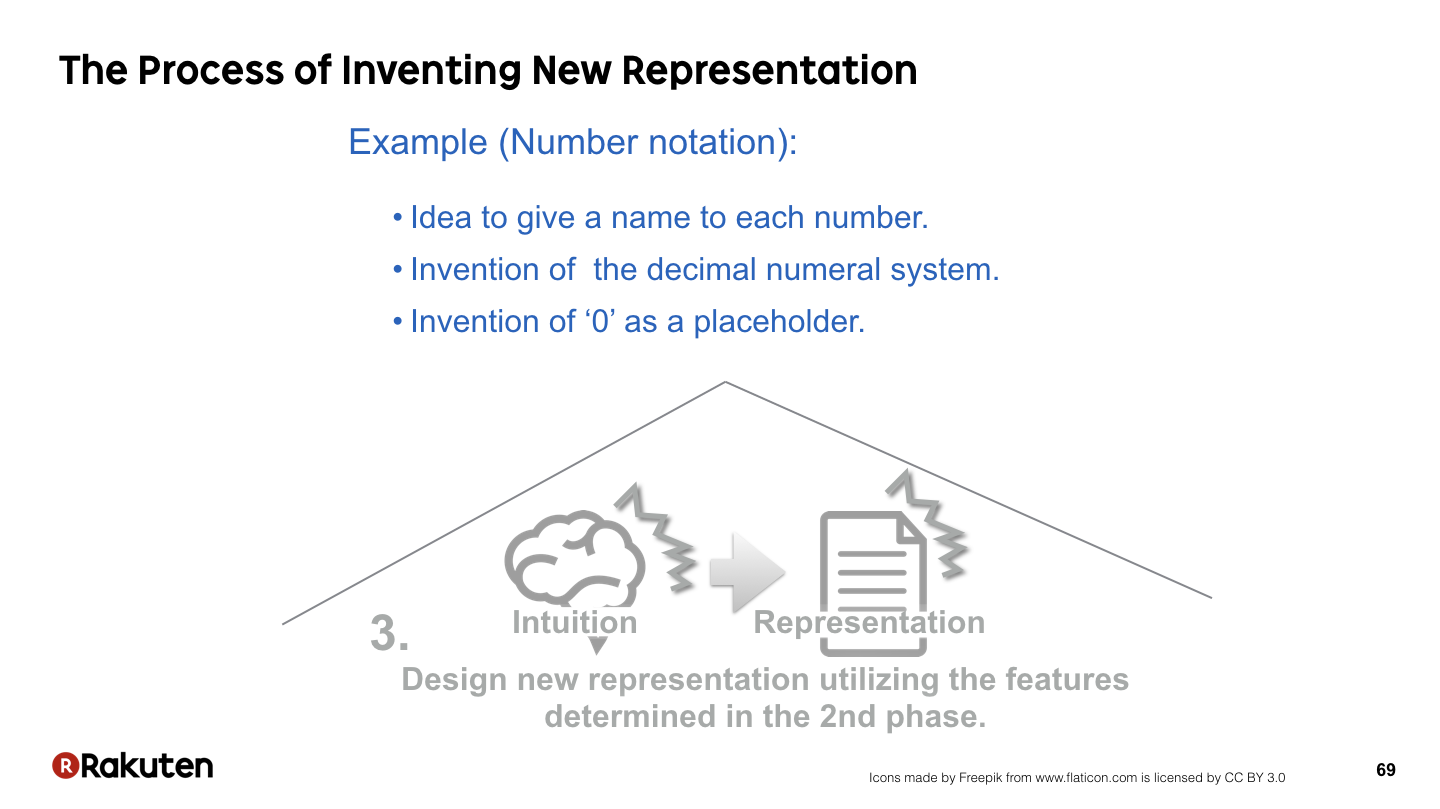 The Process of Inventing New Representation
Example (Number notation):
• Idea to give a name to each number.
• Invention of  the decimal numeral system.
• Invention of ‘0’ as a placeholder.
Intuition
Representation
3.
Design new representation utilizing the features
determined in the 2nd phase.
R Rakuten
Icons made by Freepik from www.flaticon.com is licensed by CC BY 3.0
69